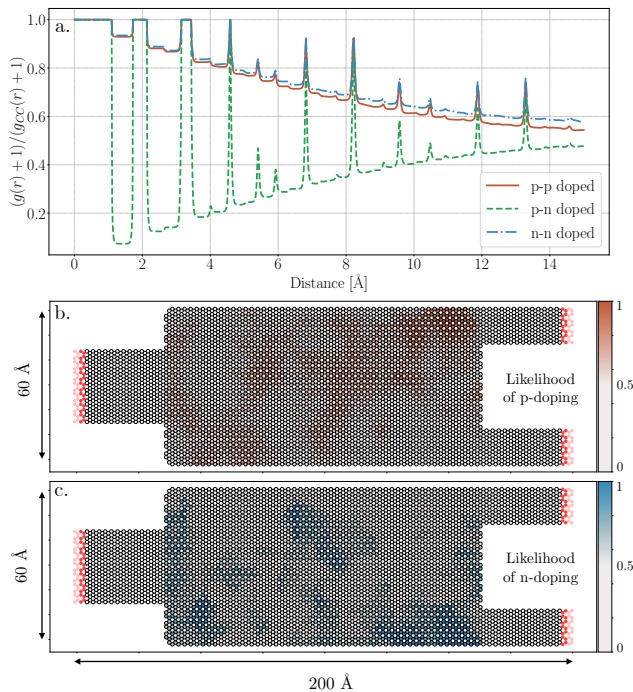 a.
(g(r) + 1)/(g_{CC}(r) + 1)
1.0
0.8
0.6
0.4
0.2
p-p doped
p-n doped
n-n doped
0 2 4 6 8 10 12 14
Distance [Å]
b.
60 Å
Likelihood
of p-doping
1
0.5
0
c.
60 Å
Likelihood
of n-doping
1
0.5
0
200 Å